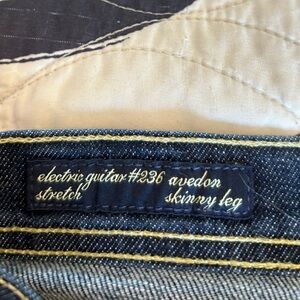 electric guitar #236 avedon
stretch skinny leg